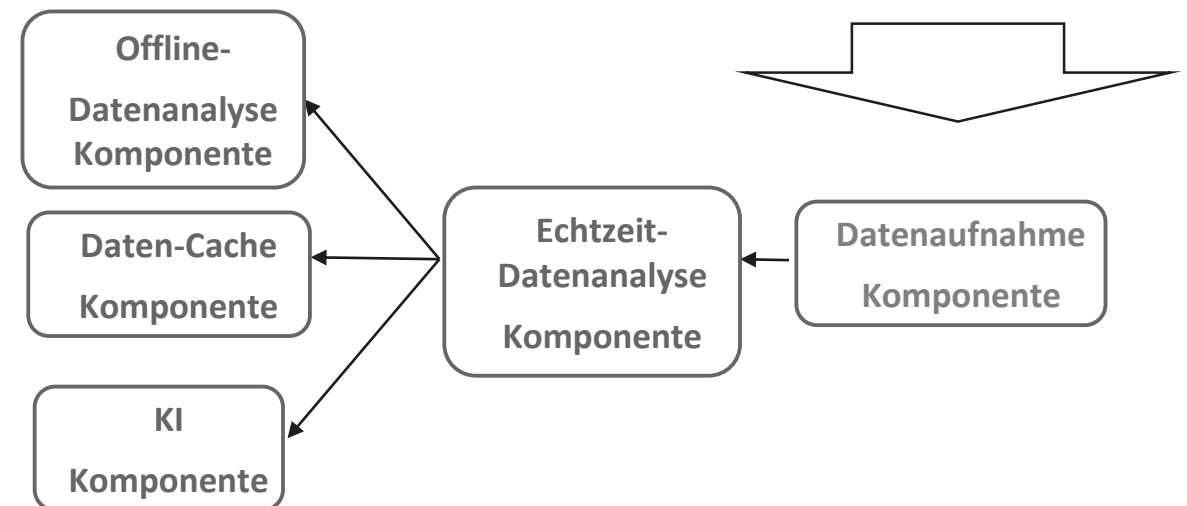 Offline-
Datenanalyse
Komponente
Daten-Cache
Komponente
KI
Komponente
Echtzeit-
Datenanalyse
Komponente
Datenaufnahme
Komponente